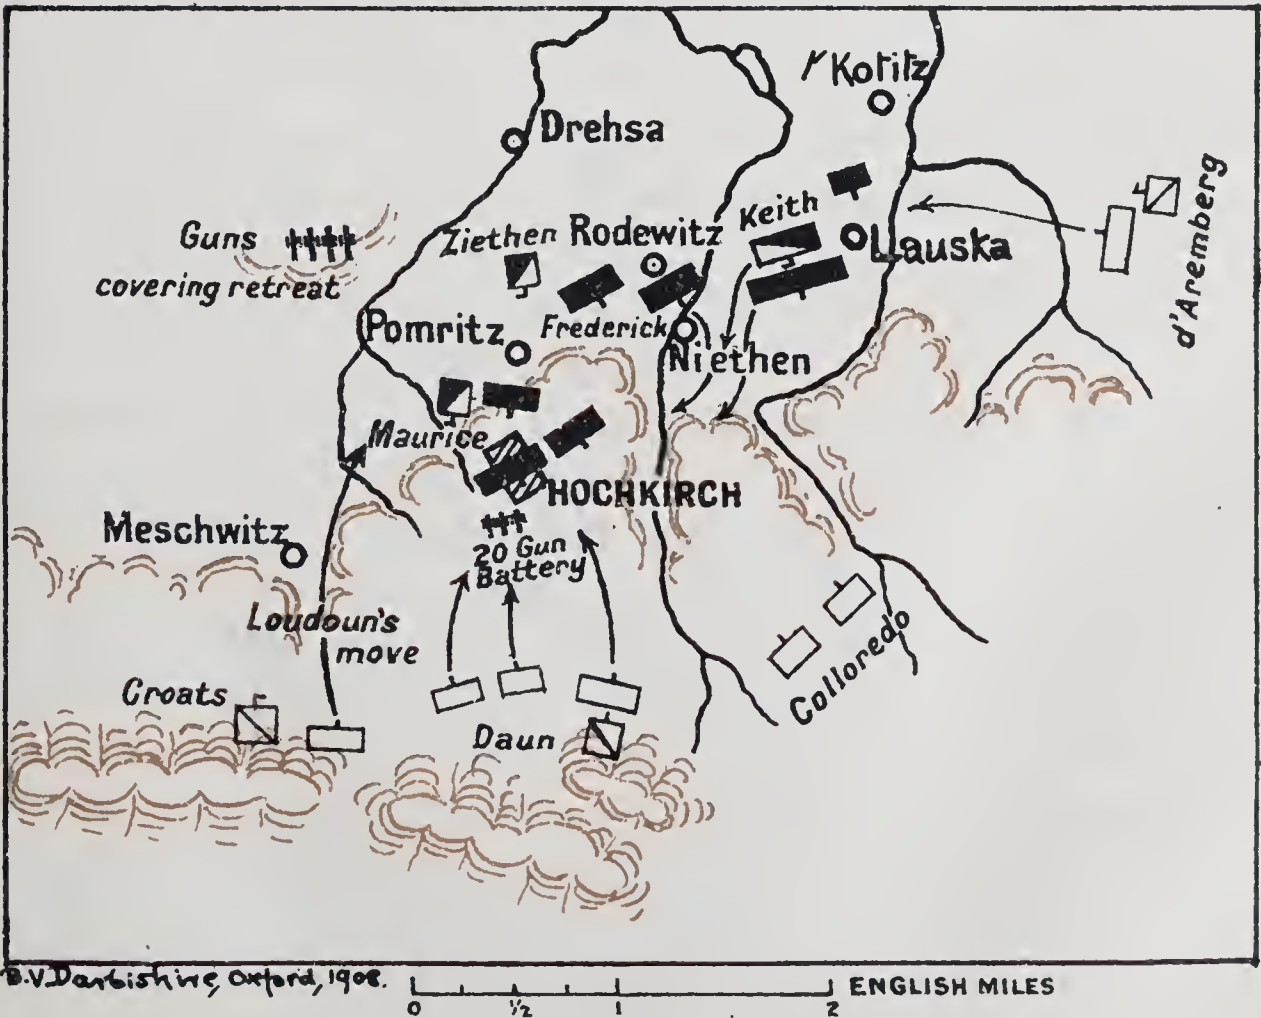 Kotitz
Drehsa
d'Aremberg
Keith
Guns
covering retreat
Ziethen
Rodewitz
Lauska
Pomritz
Frederick
Niethen
Maurice
HOCHKIRCH
Meschwitz
20 Gun
Battery
Loudoun's
move
Colloredo
Croats
Daun
B.V. Darbishire, Oxford, 1908.
0 ½ 1 2 ENGLISH MILES